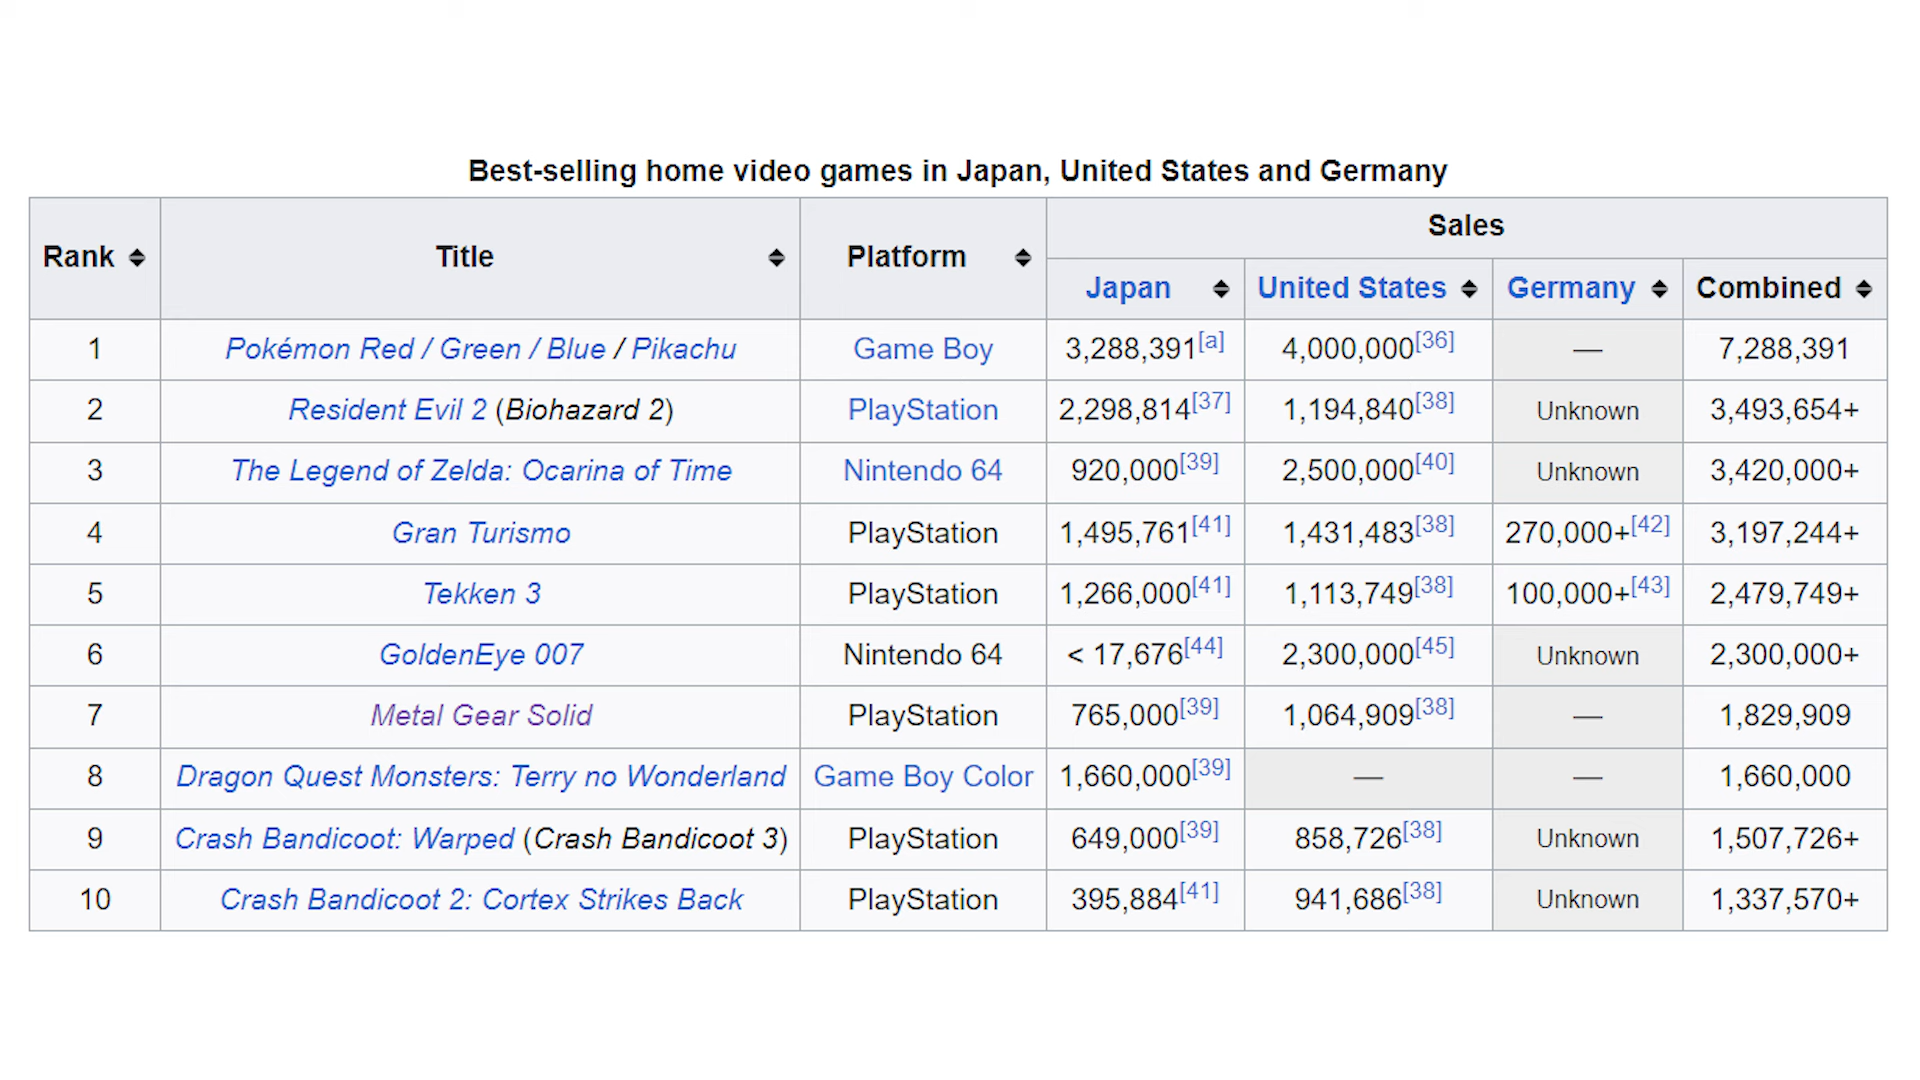 Best-selling home video games in Japan, United States and Germany
Rank Title Platform Sales
Japan United States Germany Combined
1 Pokémon Red / Green / Blue / Pikachu Game Boy 3,288,391[a] 4,000,000[36] — 7,288,391
2 Resident Evil 2 (Biohazard 2) PlayStation 2,298,814[37] 1,194,840[38] Unknown 3,493,654+
3 The Legend of Zelda: Ocarina of Time Nintendo 64 920,000[39] 2,500,000[40] Unknown 3,420,000+
4 Gran Turismo PlayStation 1,495,761[41] 1,431,483[38] 270,000+[42] 3,197,244+
5 Tekken 3 PlayStation 1,266,000[41] 1,113,749[38] 100,000+[43] 2,479,749+
6 GoldenEye 007 Nintendo 64 < 17,676[44] 2,300,000[45] Unknown 2,300,000+
7 Metal Gear Solid PlayStation 765,000[39] 1,064,909[38] — 1,829,909
8 Dragon Quest Monsters: Terry no Wonderland Game Boy Color 1,660,000[39] — — 1,660,000
9 Crash Bandicoot: Warped (Crash Bandicoot 3) PlayStation 649,000[39] 858,726[38] Unknown 1,507,726+
10 Crash Bandicoot 2: Cortex Strikes Back PlayStation 395,884[41] 941,686[38] Unknown 1,337,570+